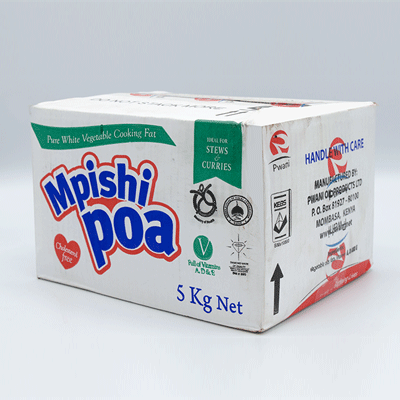 Pure White Vegetable Cooking Fat
IDEAL FOR
STEWS
&
CURRIES
Mpishi
poa
Cholesterol
free
V
Full of Vitamins
A, D & E
5 Kg Net
Pwani
KEBS
HANDLE WITH CARE
MANUFACTURED BY:
PWANI OIL PRODUCTS LTD
P. O. Box 81927 - 80100
MOMBASA, KENYA